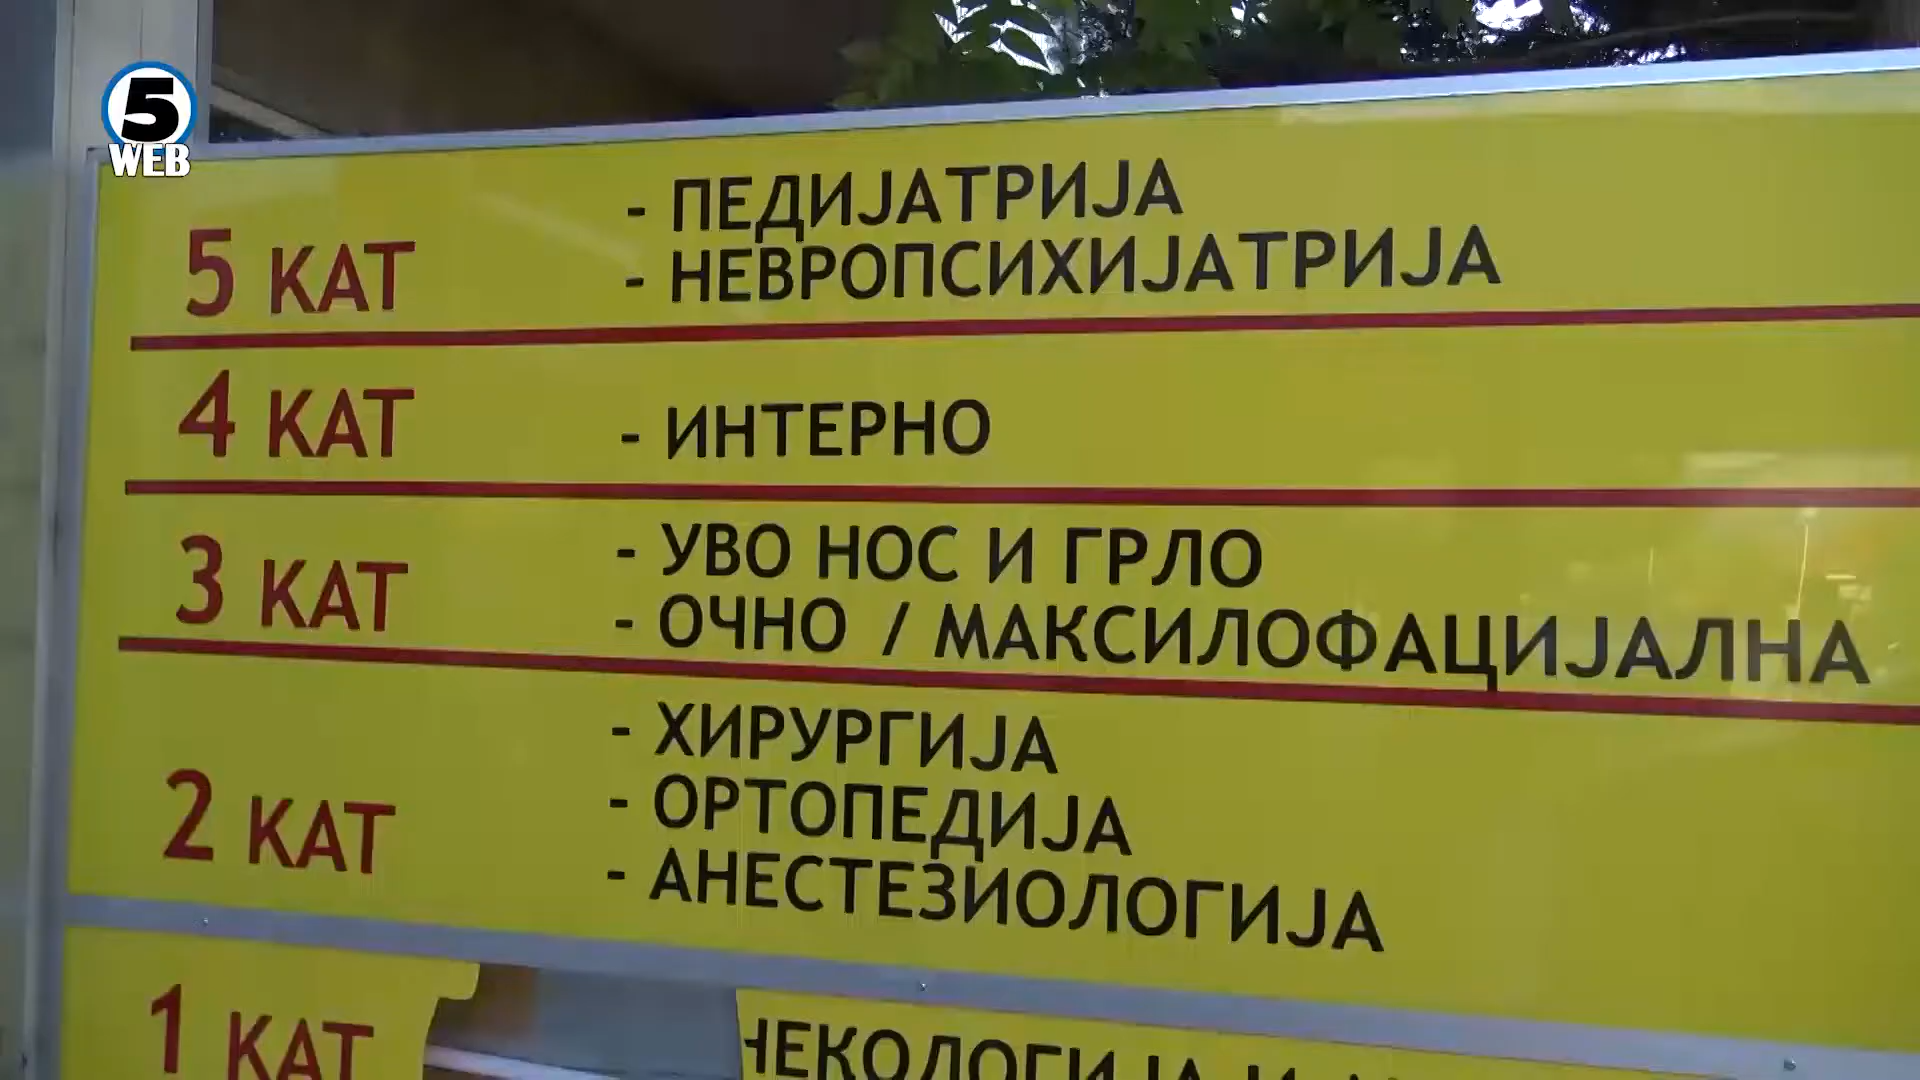 5
WEB
5 КАТ
- ПЕДИЈАТРИЈА
- НЕВРОПСИХИЈАТРИЈА
4 КАТ
- ИНТЕРНО
3 КАТ
- УВО НОС И ГРЛО
- ОЧНО / МАКСИЛОФАЦИЈАЛНА
2 КАТ
- ХИРУРГИЈА
- ОРТОПЕДИЈА
- АНЕСТЕЗИОЛОГИЈА
1 КАТ
НЕКОЛОГИЈА И